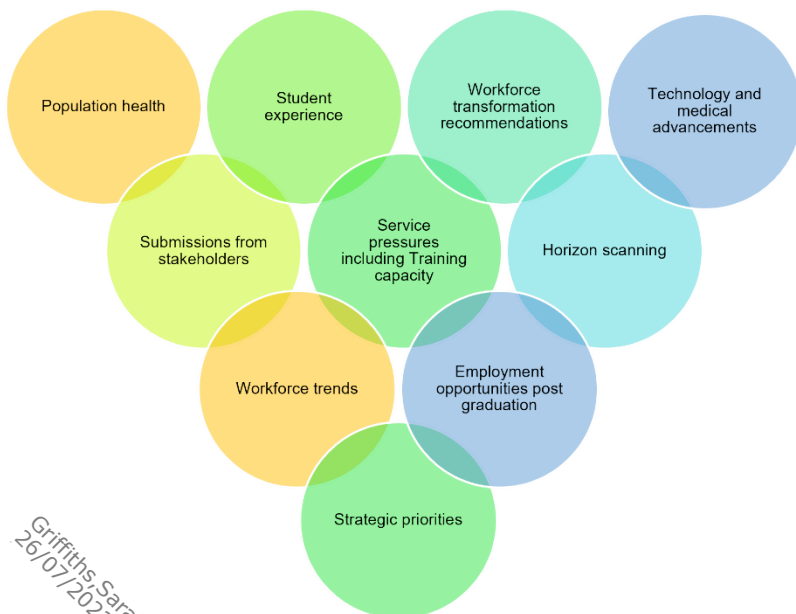 Population health
Student
experience
Workforce
transformation
recommendations
Technology and
medical
advancements
Submissions from
stakeholders
Service
pressures
including Training
capacity
Horizon scanning
Workforce trends
Employment
opportunities post
graduation
Strategic priorities
Griffiths,Sara
26/07/202